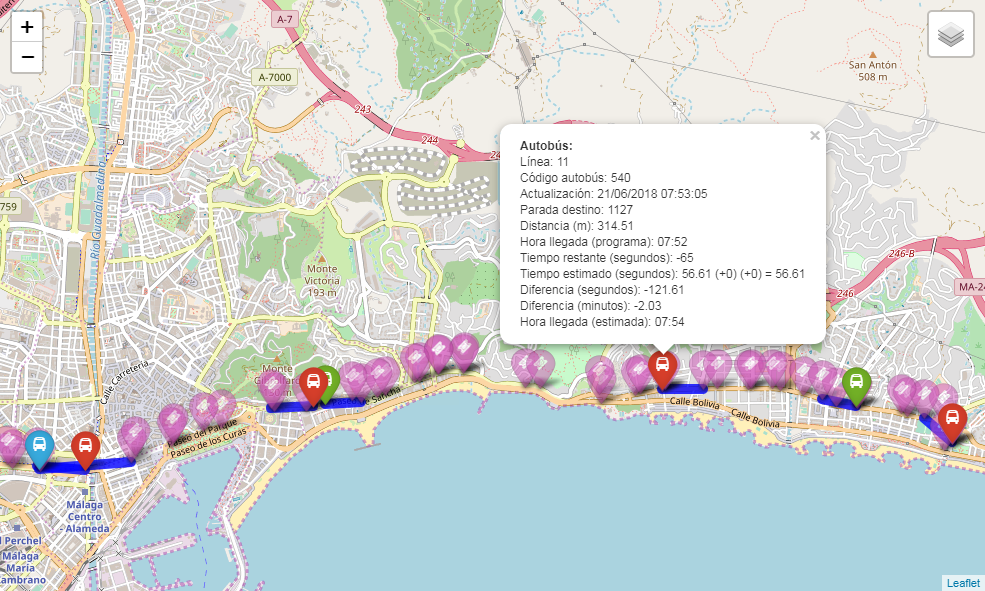 +
−
A-7
A-7000
243
244
San Antón
508 m
759
Río Guadalmedina
×
Autobús:
Línea: 11
Código autobús: 540
Actualización: 21/06/2018 07:53:05
Parada destino: 1127
Distancia (m): 314.51
Hora llegada (programa): 07:52
Tiempo restante (segundos): -65
Tiempo estimado (segundos): 56.61 (+0) (+0) = 56.61
Diferencia (segundos): -121.61
Diferencia (minutos): -2.03
Hora llegada (estimada): 07:54
246-B
MA-24
246
Monte
Victoria
193 m
Monte
Calle Carretería
de Sancha
Calle Bolivia
Calle Bolivia
Paseo del Parque
Paseo de los Curas
Málaga
Centro
- Alameda
l Perchel
Málaga
María
Zambrano
Leaflet